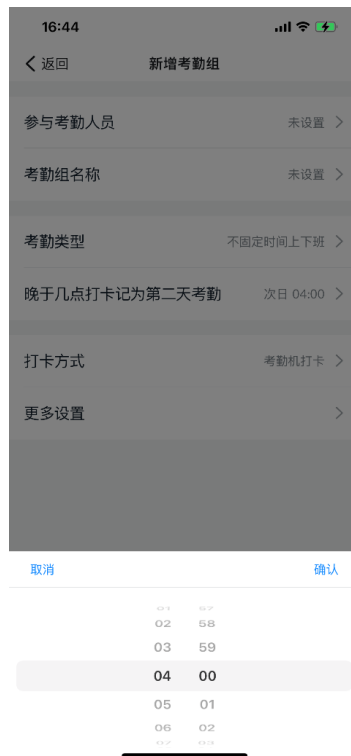 16:44
返回 新增考勤组
参与考勤人员 未设置
考勤组名称 未设置
考勤类型 不固定时间上下班
晚于几点打卡记为第二天考勤 次日 04:00
打卡方式 考勤机打卡
更多设置
取消 确认
01 57
02 58
03 59
04 00
05 01
06 02
07 03